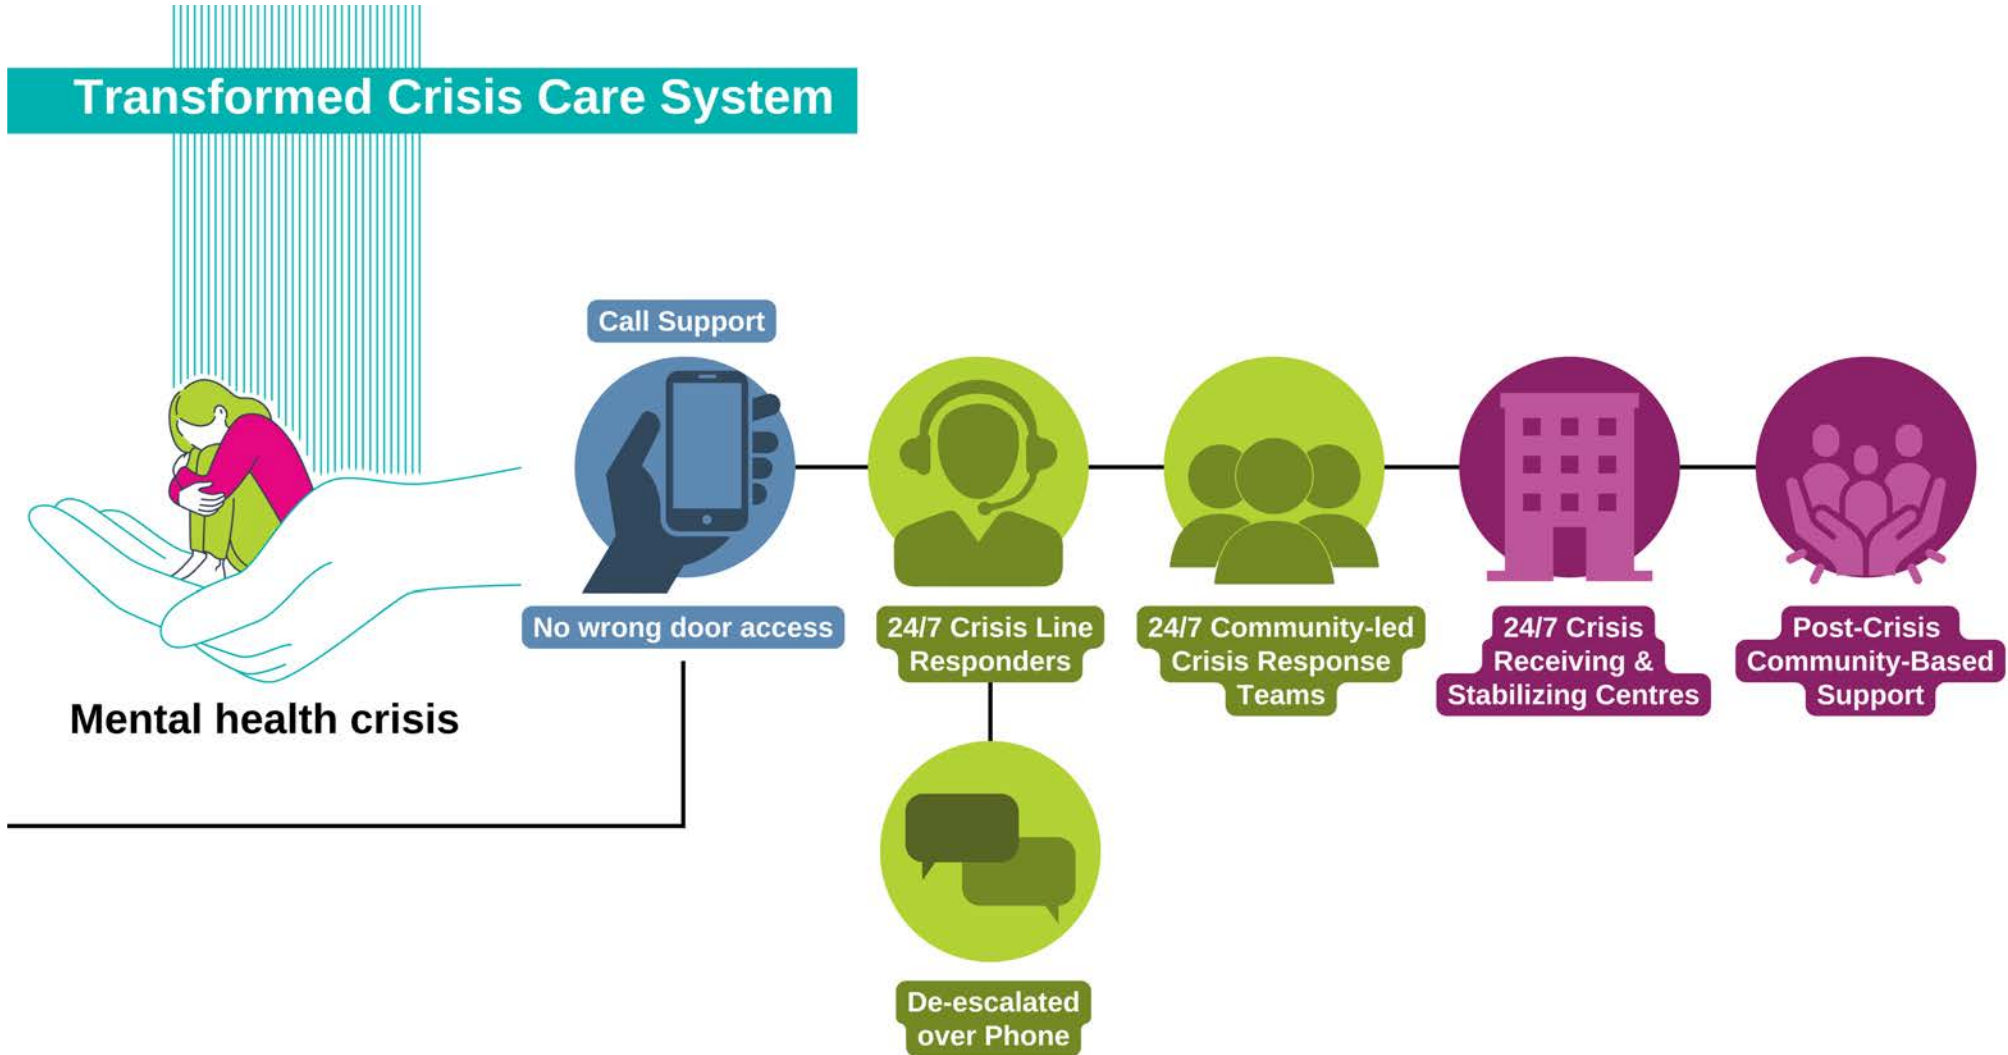 Transformed Crisis Care System
Call Support
No wrong door access
Mental health crisis
24/7 Crisis Line
Responders
24/7 Community-led
Crisis Response
Teams
24/7 Crisis
Receiving &
Stabilizing Centres
Post-Crisis
Community-Based
Support
De-escalated
over Phone